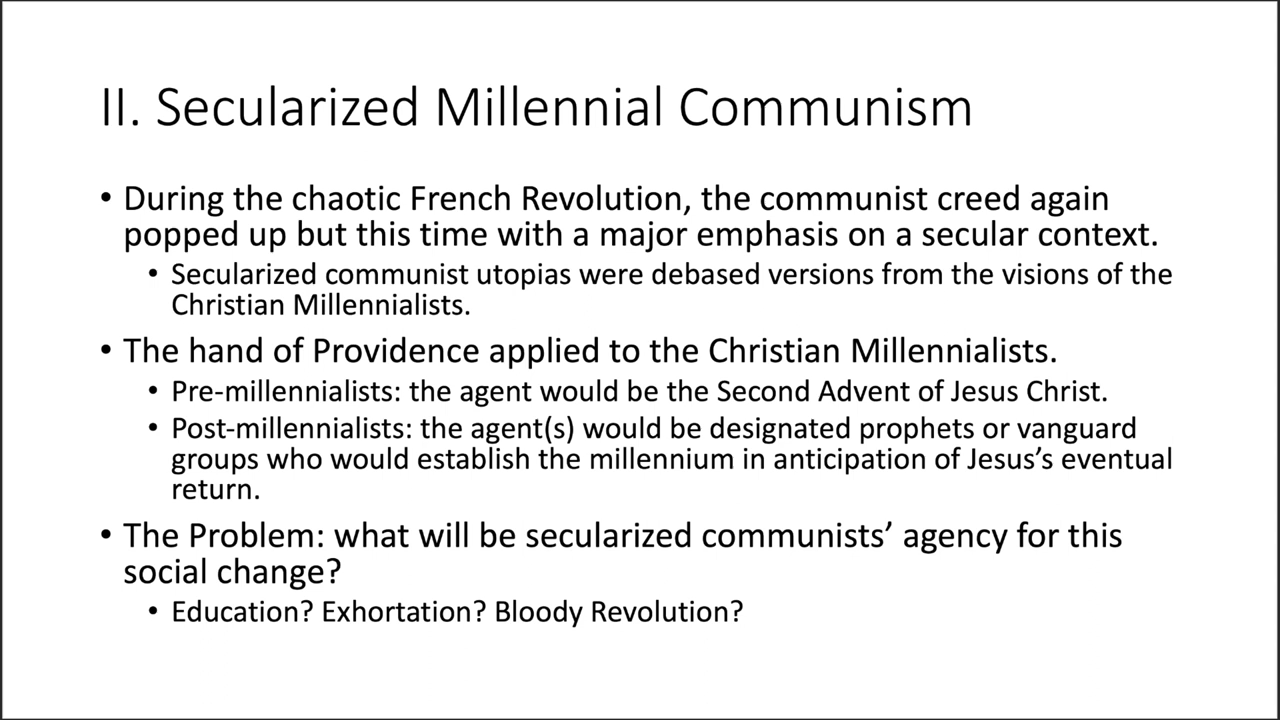 II. Secularized Millennial Communism
• During the chaotic French Revolution, the communist creed again
popped up but this time with a major emphasis on a secular context.
• Secularized communist utopias were debased versions from the visions of the
Christian Millennialists.
• The hand of Providence applied to the Christian Millennialists.
• Pre-millennialists: the agent would be the Second Advent of Jesus Christ.
• Post-millennialists: the agent(s) would be designated prophets or vanguard
groups who would establish the millennium in anticipation of Jesus’s eventual
return.
• The Problem: what will be secularized communists’ agency for this
social change?
• Education? Exhortation? Bloody Revolution?